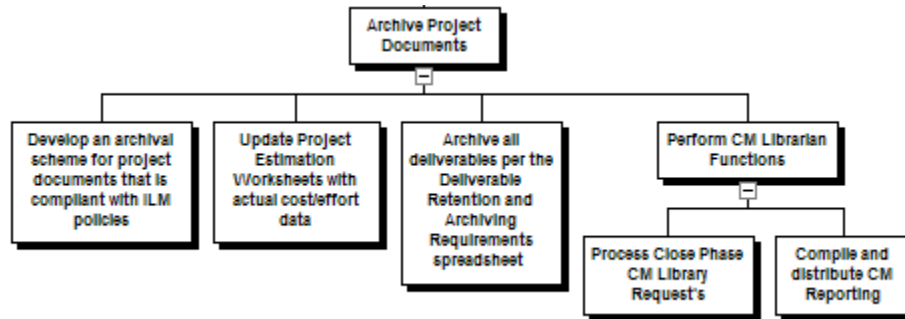 Archive Project
Documents
Develop an archival
scheme for project
documents that is
compliant with ILM
policies
Update Project
Estimation
Worksheets with
actual cost/effort
data
Archive all
deliverables per the
Deliverable
Retention and
Archiving
Requirements
spreadsheet
Perform CM Librarian
Functions
Process Close Phase
CM Library
Request's
Compile and
distribute CM
Reporting